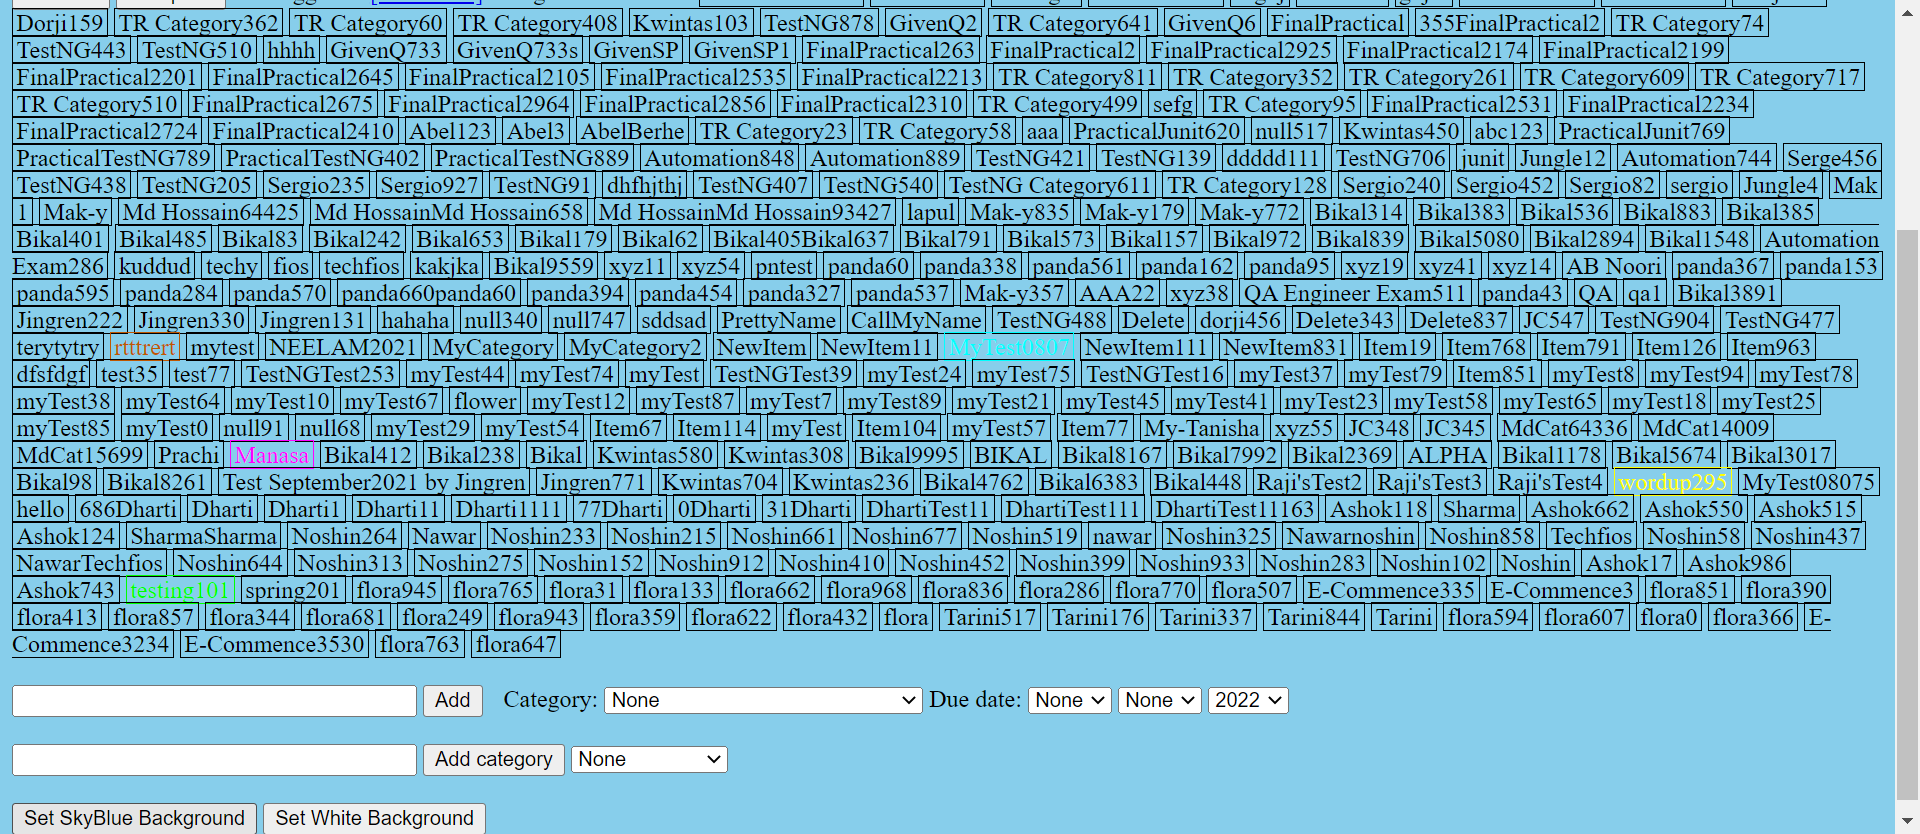 Dorji159 TR Category362 TR Category60 TR Category408 Kwintas103 TestNG878 GivenQ2 TR Category641 GivenQ6 FinalPractical 355FinalPractical2 TR Category74
TestNG443 TestNG510 hhhh GivenQ733 GivenQ733s GivenSP GivenSP1 FinalPractical263 FinalPractical2 FinalPractical2925 FinalPractical2174 FinalPractical2199
FinalPractical2201 FinalPractical2645 FinalPractical2105 FinalPractical2535 FinalPractical2213 TR Category811 TR Category352 TR Category261 TR Category609 TR Category717
TR Category510 FinalPractical2675 FinalPractical2964 FinalPractical2856 FinalPractical2310 TR Category499 sefg TR Category95 FinalPractical2531 FinalPractical2234
FinalPractical2724 FinalPractical2410 Abel123 Abel3 AbelBerhe TR Category23 TR Category58 aaa PracticalJunit620 null517 Kwintas450 abc123 PracticalJunit769
PracticalTestNG789 PracticalTestNG402 PracticalTestNG889 Automation848 Automation889 TestNG421 TestNG139 ddddd111 TestNG706 junit Jungle12 Automation744 Serge456
TestNG438 TestNG205 Sergio235 Sergio927 TestNG91 dhfhjthj TestNG407 TestNG540 TestNG Category611 TR Category128 Sergio240 Sergio452 Sergio82 sergio Jungle4 Mak
1 Mak-y Md Hossain64425 Md HossainMd Hossain658 Md HossainMd Hossain93427 lapul Mak-y835 Mak-y179 Mak-y772 Bikal314 Bikal383 Bikal536 Bikal883 Bikal385
Bikal401 Bikal485 Bikal83 Bikal242 Bikal653 Bikal179 Bikal62 Bikal405Bikal637 Bikal791 Bikal573 Bikal157 Bikal972 Bikal839 Bikal5080 Bikal2894 Bikal1548 Automation
Exam286 kuddud techy fios techfios kakjka Bikal9559 xyz11 xyz54 pntest panda60 panda338 panda561 panda162 panda95 xyz19 xyz41 xyz14 AB Noori panda367 panda153
panda595 panda284 panda570 panda660panda60 panda394 panda454 panda327 panda537 Mak-y357 AAA22 xyz38 QA Engineer Exam511 panda43 QA qa1 Bikal3891
Jingren222 Jingren330 Jingren131 hahaha null340 null747 sddsad PrettyName CallMyName TestNG488 Delete dorji456 Delete343 Delete837 JC547 TestNG904 TestNG477
terytytry rtttrert mytest NEELAM2021 MyCategory MyCategory2 NewItem NewItem11 MyTest0807 NewItem111 NewItem831 Item19 Item768 Item791 Item126 Item963
dfsfdgf test35 test77 TestNGTest253 myTest44 myTest74 myTest TestNGTest39 myTest24 myTest75 TestNGTest16 myTest37 myTest79 Item851 myTest8 myTest94 myTest78
myTest38 myTest64 myTest10 myTest67 flower myTest12 myTest87 myTest7 myTest89 myTest21 myTest45 myTest41 myTest23 myTest58 myTest65 myTest18 myTest25
myTest85 myTest0 null91 null68 myTest29 myTest54 Item67 Item114 myTest Item104 myTest57 Item77 My-Tanisha xyz55 JC348 JC345 MdCat64336 MdCat14009
MdCat15699 Prachi Manasa Bikal412 Bikal238 Bikal Kwintas580 Kwintas308 Bikal9995 BIKAL Bikal8167 Bikal7992 Bikal2369 ALPHA Bikal1178 Bikal5674 Bikal3017
Bikal98 Bikal8261 Test September2021 by Jingren Jingren771 Kwintas704 Kwintas236 Bikal4762 Bikal6383 Bikal448 Raji'sTest2 Raji'sTest3 Raji'sTest4 wordup295 MyTest08075
hello 686Dharti Dharti Dharti1 Dharti11 Dharti1111 77Dharti 0Dharti 31Dharti DhartiTest11 DhartiTest111 DhartiTest11163 Ashok118 Sharma Ashok662 Ashok550 Ashok515
Ashok124 SharmaSharma Noshin264 Nawar Noshin233 Noshin215 Noshin661 Noshin677 Noshin519 nawar Noshin325 Nawarnoshin Noshin858 Techfios Noshin58 Noshin437
NawarTechfios Noshin644 Noshin313 Noshin275 Noshin152 Noshin912 Noshin410 Noshin452 Noshin399 Noshin933 Noshin283 Noshin102 Noshin Ashok17 Ashok986
Ashok743 testing101 spring201 flora945 flora765 flora31 flora133 flora662 flora968 flora836 flora286 flora770 flora507 E-Commence335 E-Commence3 flora851 flora390
flora413 flora857 flora344 flora681 flora249 flora943 flora359 flora622 flora432 flora Tarini517 Tarini176 Tarini337 Tarini844 Tarini flora594 flora607 flora0 flora366 E-
Commence3234 E-Commence3530 flora763 flora647
Add Category: None Due date: None None 2022
Add category None
Set SkyBlue Background Set White Background